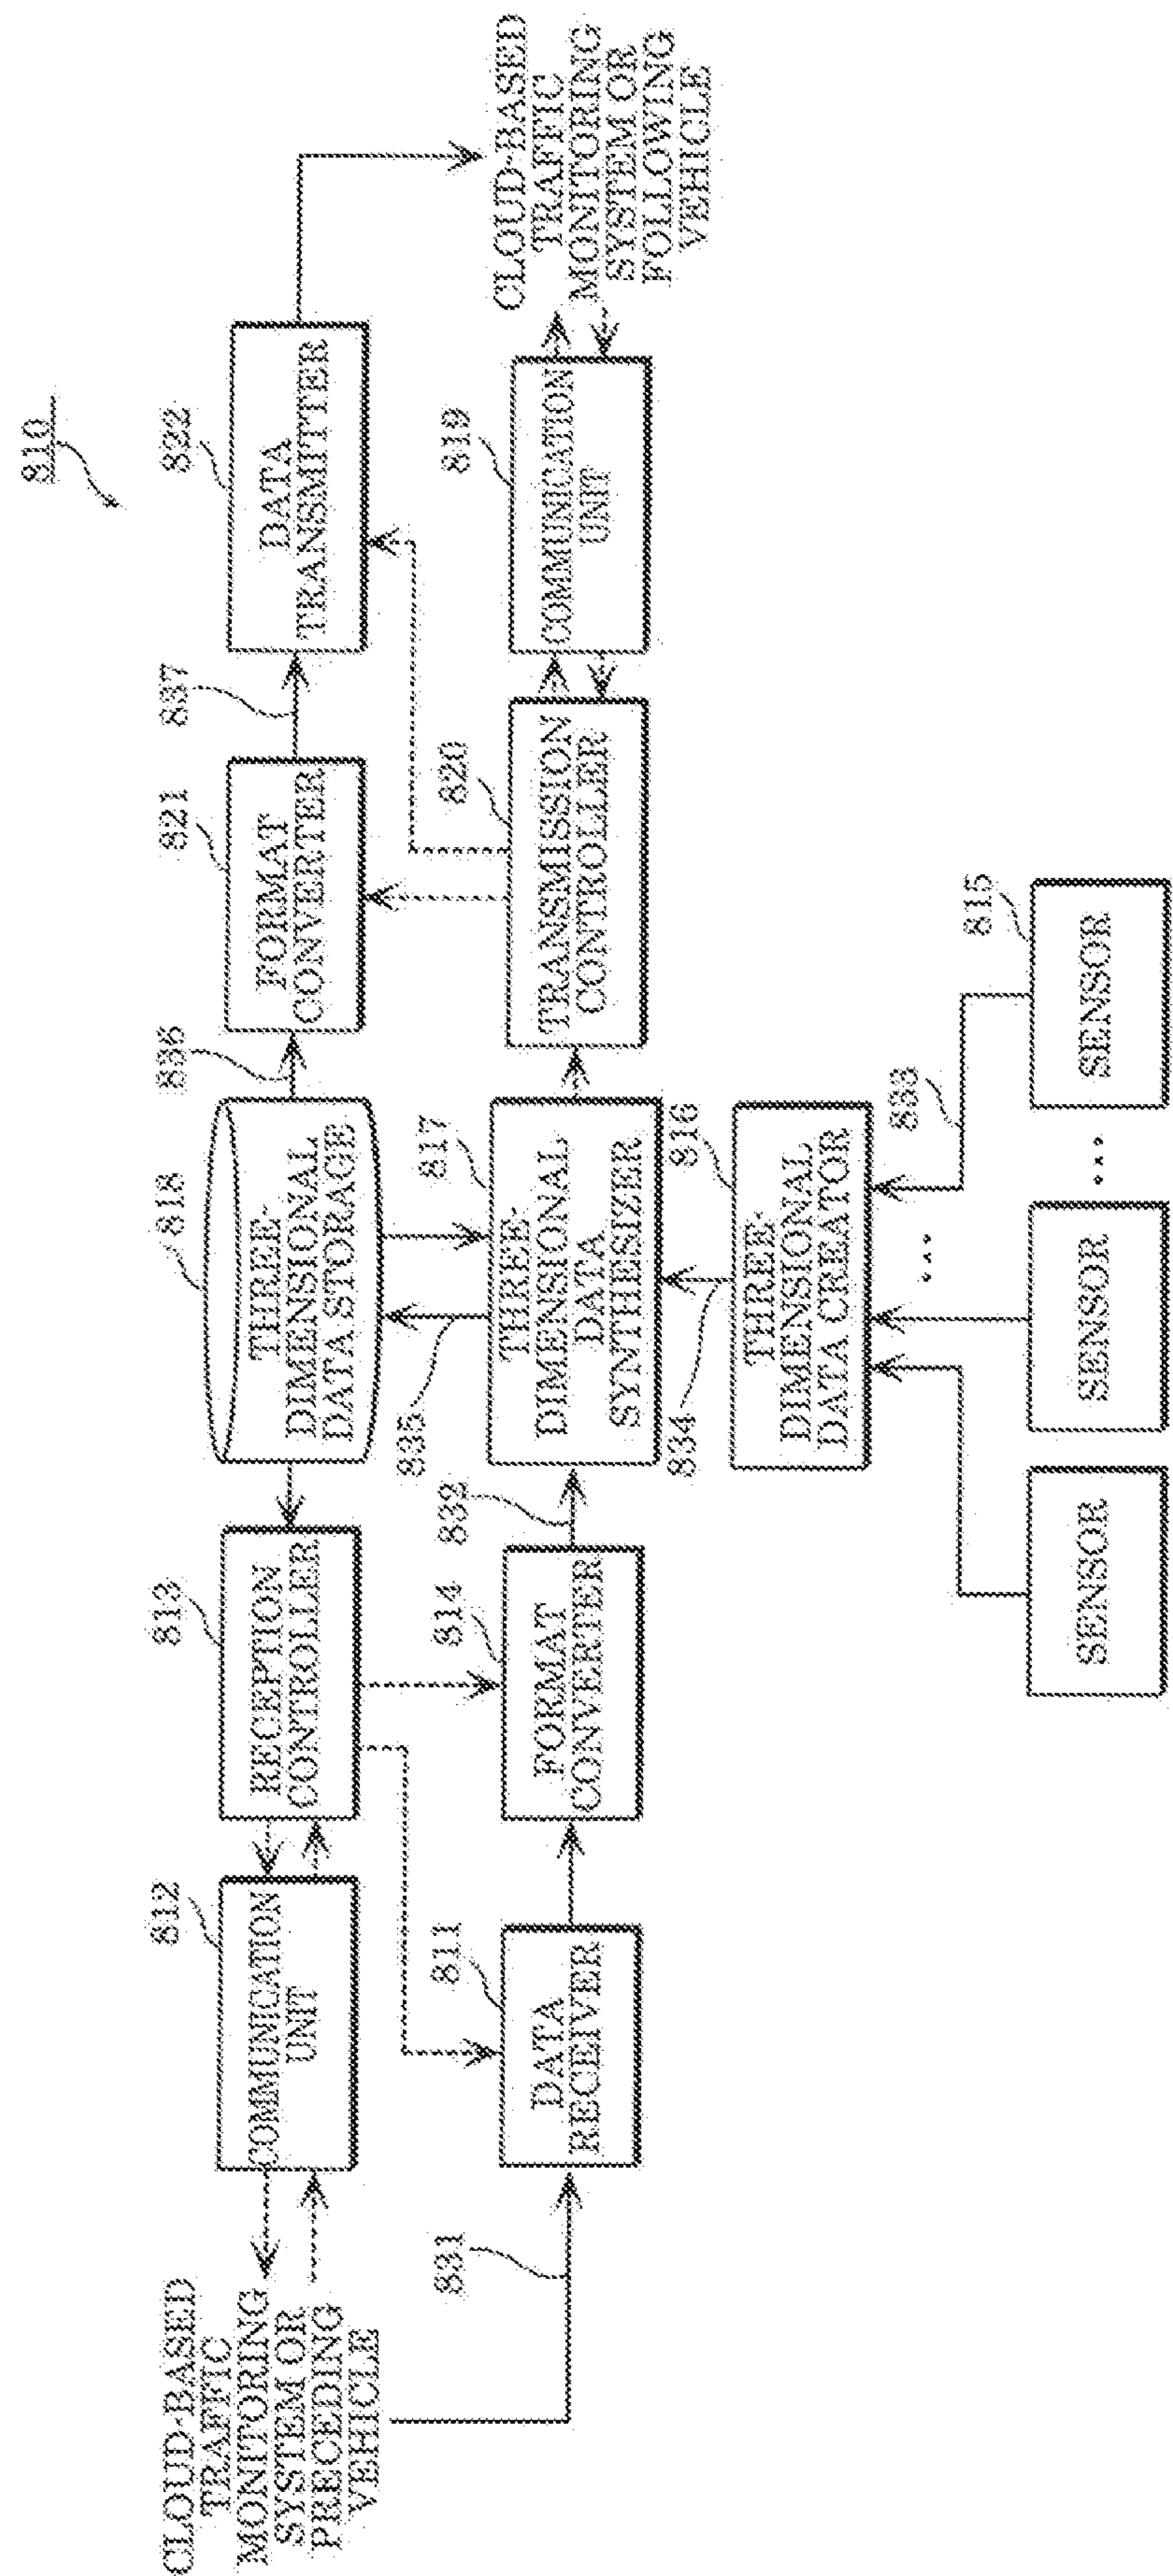 810
CLOUD-BASED
TRAFFIC
MONITORING
SYSTEM OR
PRECEDING
VEHICLE
812
COMMUNICATION
UNIT
813
RECEPTION
CONTROLLER
818
THREE-
DIMENSIONAL
DATA STORAGE
836
821
FORMAT
CONVERTER
837
822
DATA
TRANSMITTER
831
811
DATA
RECEIVER
814
FORMAT
CONVERTER
832
835
817
THREE-
DIMENSIONAL
DATA
SYNTHESIZER
820
TRANSMISSION
CONTROLLER
819
COMMUNICATION
UNIT
CLOUD-BASED
TRAFFIC
MONITORING
SYSTEM OR
FOLLOWING
VEHICLE
834
816
THREE-
DIMENSIONAL
DATA CREATOR
833
815
SENSOR
SENSOR
SENSOR